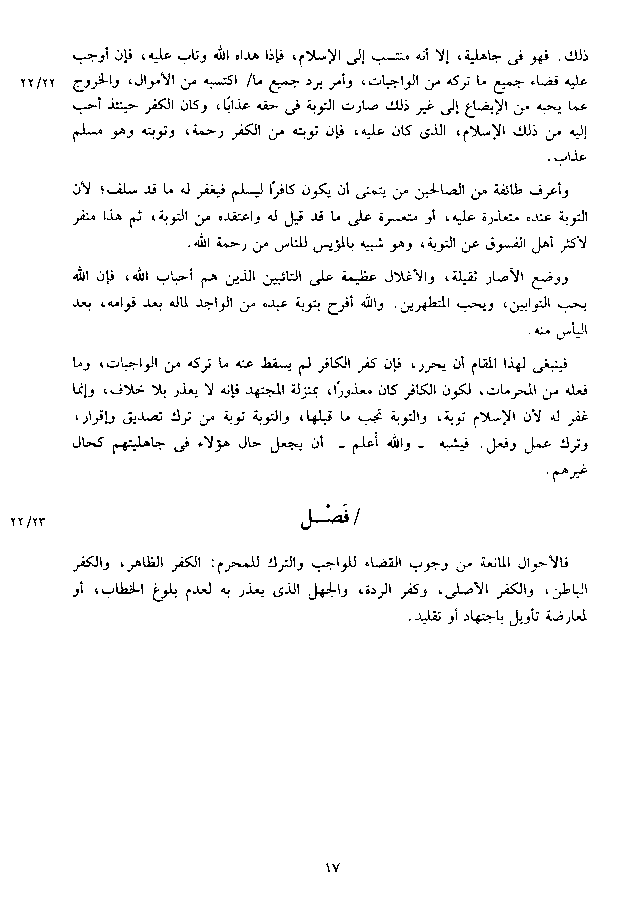 ذلك. فهو فى جاهلية، إلا أنه منتسب إلى الإسلام، فإذا هداه الله وتاب عليه، فإن أوجب
عليه قضاء جميع ما تركه من الواجبات، وأمر برد جميع ما/ اكتسبه من الأموال، والخروج ٢٢/٢٢
عما يحبه من الإبضاع إلى غير ذلك صارت التوبة فى حقه عذابًا، وكان الكفر حينئذ أحب
إليه من ذلك الإسلام، الذى كان عليه، فإن توبته من الكفر رحمة، وتوبته وهو مسلم
عذاب.
وأعرف طائفة من الصالحين من يتمنى أن يكون كافرًا ليسلم فيغفر له ما قد سلف؛ لأن
التوبة عنده متعذرة عليه، أو متعسرة على ما قد قيل له واعتقده من التوبة، ثم هذا منفر
لأكثر أهل الفسوق عن التوبة، وهو شبيه بالمؤيس للناس من رحمة الله.
ووضع الآصار ثقيلة، والأغلال عظيمة على التائبين الذين هم أحباب الله، فإن الله
يحب التوابين، ويحب المتطهرين. والله أفرح بتوبة عبده من الواجد لماله بعد قوامه، بعد
اليأس منه.
فينبغى لهذا المقام أن يحرر، فإن كفر الكافر لم يسقط عنه ما تركه من الواجبات، وما
فعله من المحرمات، لكون الكافر كان معذورًا، بمنزلة المجتهد فإنه لا يعذر بلا خلاف، وإنما
غفر له لأن الإسلام توبة، والتوبة تجب ما قبلها، والتوبة توبة من ترك تصديق وإقرار،
وترك عمل وفعل. فيشبه ـ والله أعلم ـ أن يجعل حال هؤلاء فى جاهليتهم كحال
غيرهم.
/ فَصْـل ٢٢/٢٣
فالأحوال المانعة من وجوب القضاء للواجب والترك للمحرم: الكفر الظاهر، والكفر
الباطن، والكفر الأصلى، وكفر الردة، والجهل الذى يعذر به لعدم بلوغ الخطاب، أو
لمعارضة تأويل باجتهاد أو تقليد.
١٧